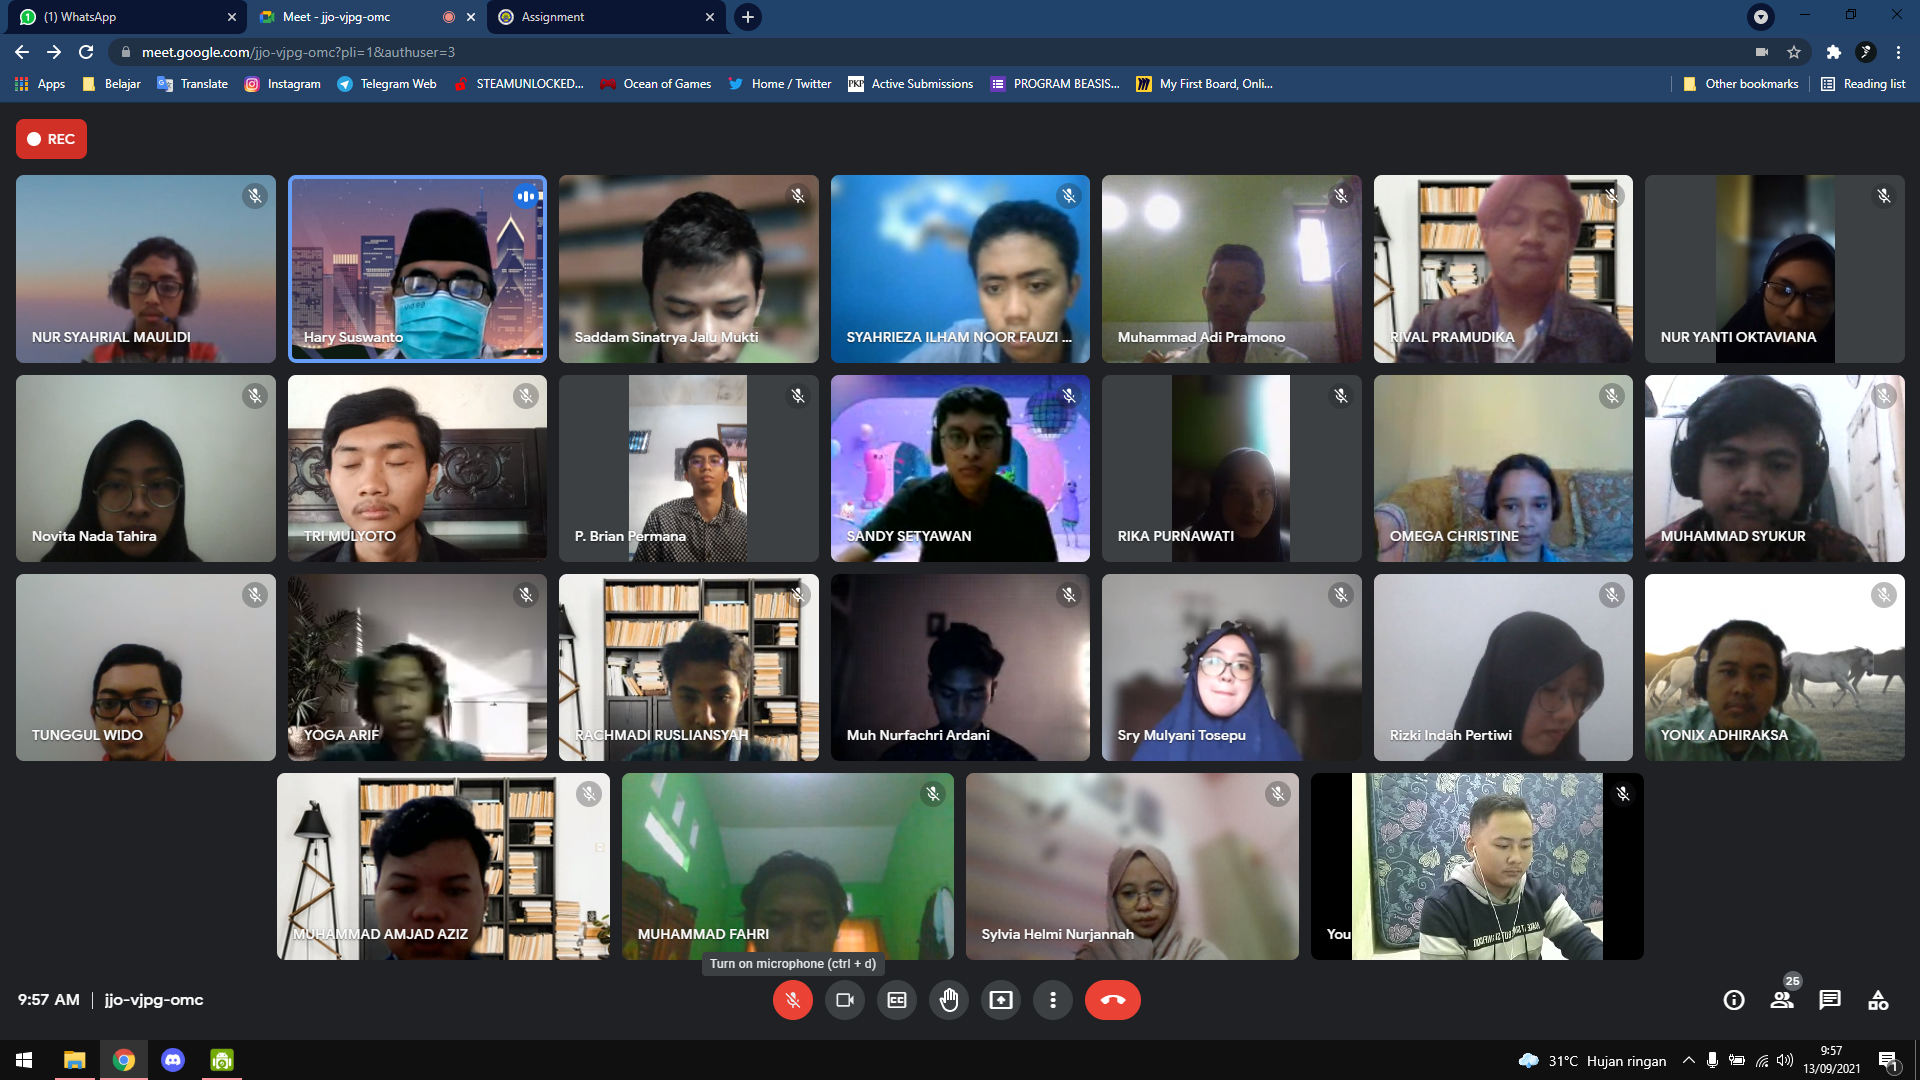 (1) WhatsApp
Meet - jjo-vjpg-omc
Assignment
meet.google.com/jjo-vjpg-omc?pli=1&authuser=3
Apps
Belajar
Translate
Instagram
Telegram Web
STEAMUNLOCKED...
Ocean of Games
Home / Twitter
PKP
Active Submissions
PROGRAM BEASIS...
My First Board, Onli...
Other bookmarks
Reading list
REC
NUR SYAHRIAL MAULIDI
Hary Suswanto
Saddam Sinatrya Jalu Mukti
SYAHRIEZA ILHAM NOOR FAUZI ...
Muhammad Adi Pramono
RIVAL PRAMUDIKA
NUR YANTI OKTAVIANA
Novita Nada Tahira
TRI MULYOTO
P. Brian Permana
SANDY SETYAWAN
RIKA PURNAWATI
OMEGA CHRISTINE
MUHAMMAD SYUKUR
TUNGGUL WIDO
YOGA ARIF
RACHMADI RUSLIANSYAH
Muh Nurfachri Ardani
Sry Mulyani Tosepu
Rizki Indah Pertiwi
YONIX ADHIRAKSA
MUHAMMAD AMJAD AZIZ
MUHAMMAD FAHRI
Sylvia Helmi Nurjannah
You
Turn on microphone (ctrl + d)
9:57 AM | jjo-vjpg-omc
25
31°C Hujan ringan
9:57
13/09/2021
1